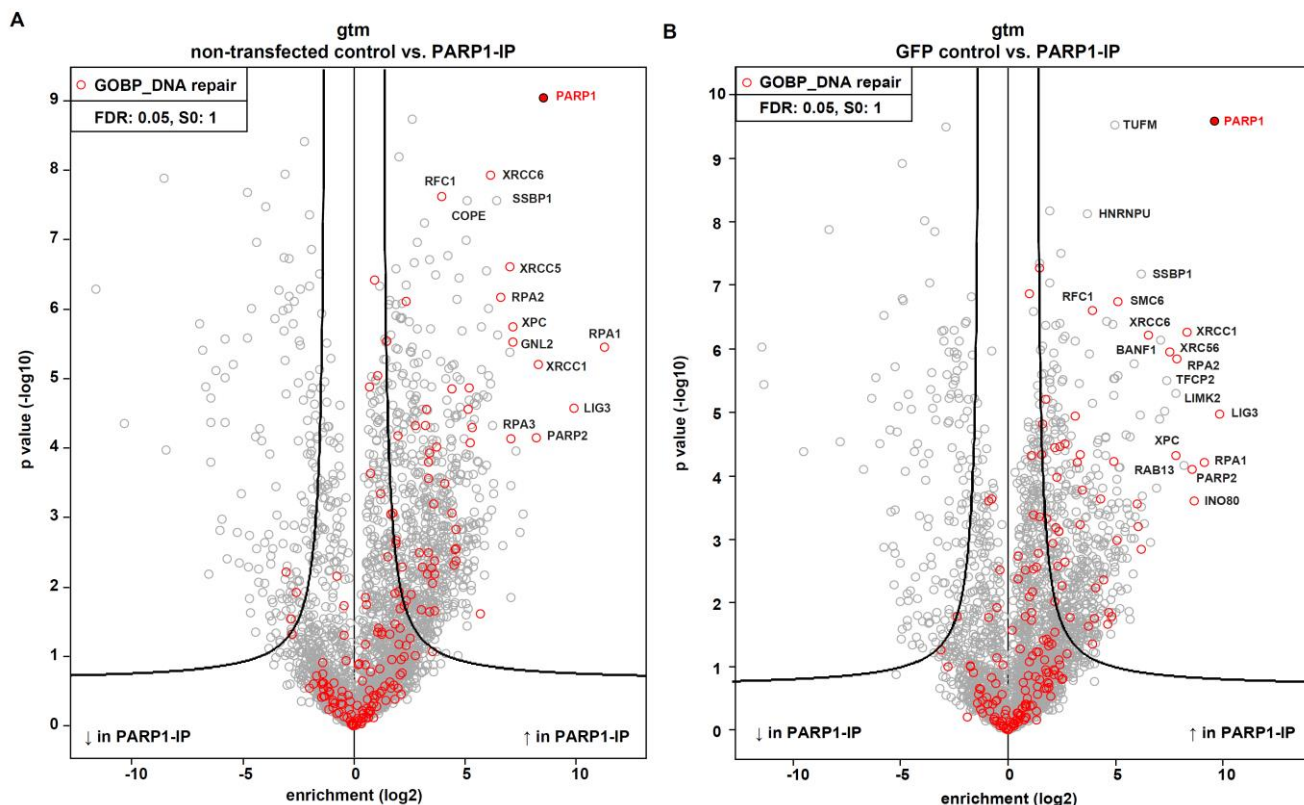 A
gtm
non-transfected control vs. PARP1-IP
GOBP_DNA repair
FDR: 0.05, S0: 1
PARP1
XRCC6
RFC1
SSBP1
COPE
XRCC5
RPA2
XPC
GNL2
RPA1
XRCC1
LIG3
RPA3
PARP2
9
8
7
6
5
4
3
2
1
0
p value (-log10)
↓ in PARP1-IP
↑ in PARP1-IP
-10
-5
0
5
10
enrichment (log2)
B
gtm
GFP control vs. PARP1-IP
GOBP_DNA repair
FDR: 0.05, S0: 1
TUFM
PARP1
HNRNPU
SSBP1
RFC1
SMC6
XRCC6
XRCC1
BANF1
XRC56
RPA2
TFCP2
LIMK2
LIG3
XPC
RPA1
RAB13
PARP2
INO80
10
9
8
7
6
5
4
3
2
1
0
p value (-log10)
↓ in PARP1-IP
↑ in PARP1-IP
-10
-5
0
5
10
enrichment (log2)